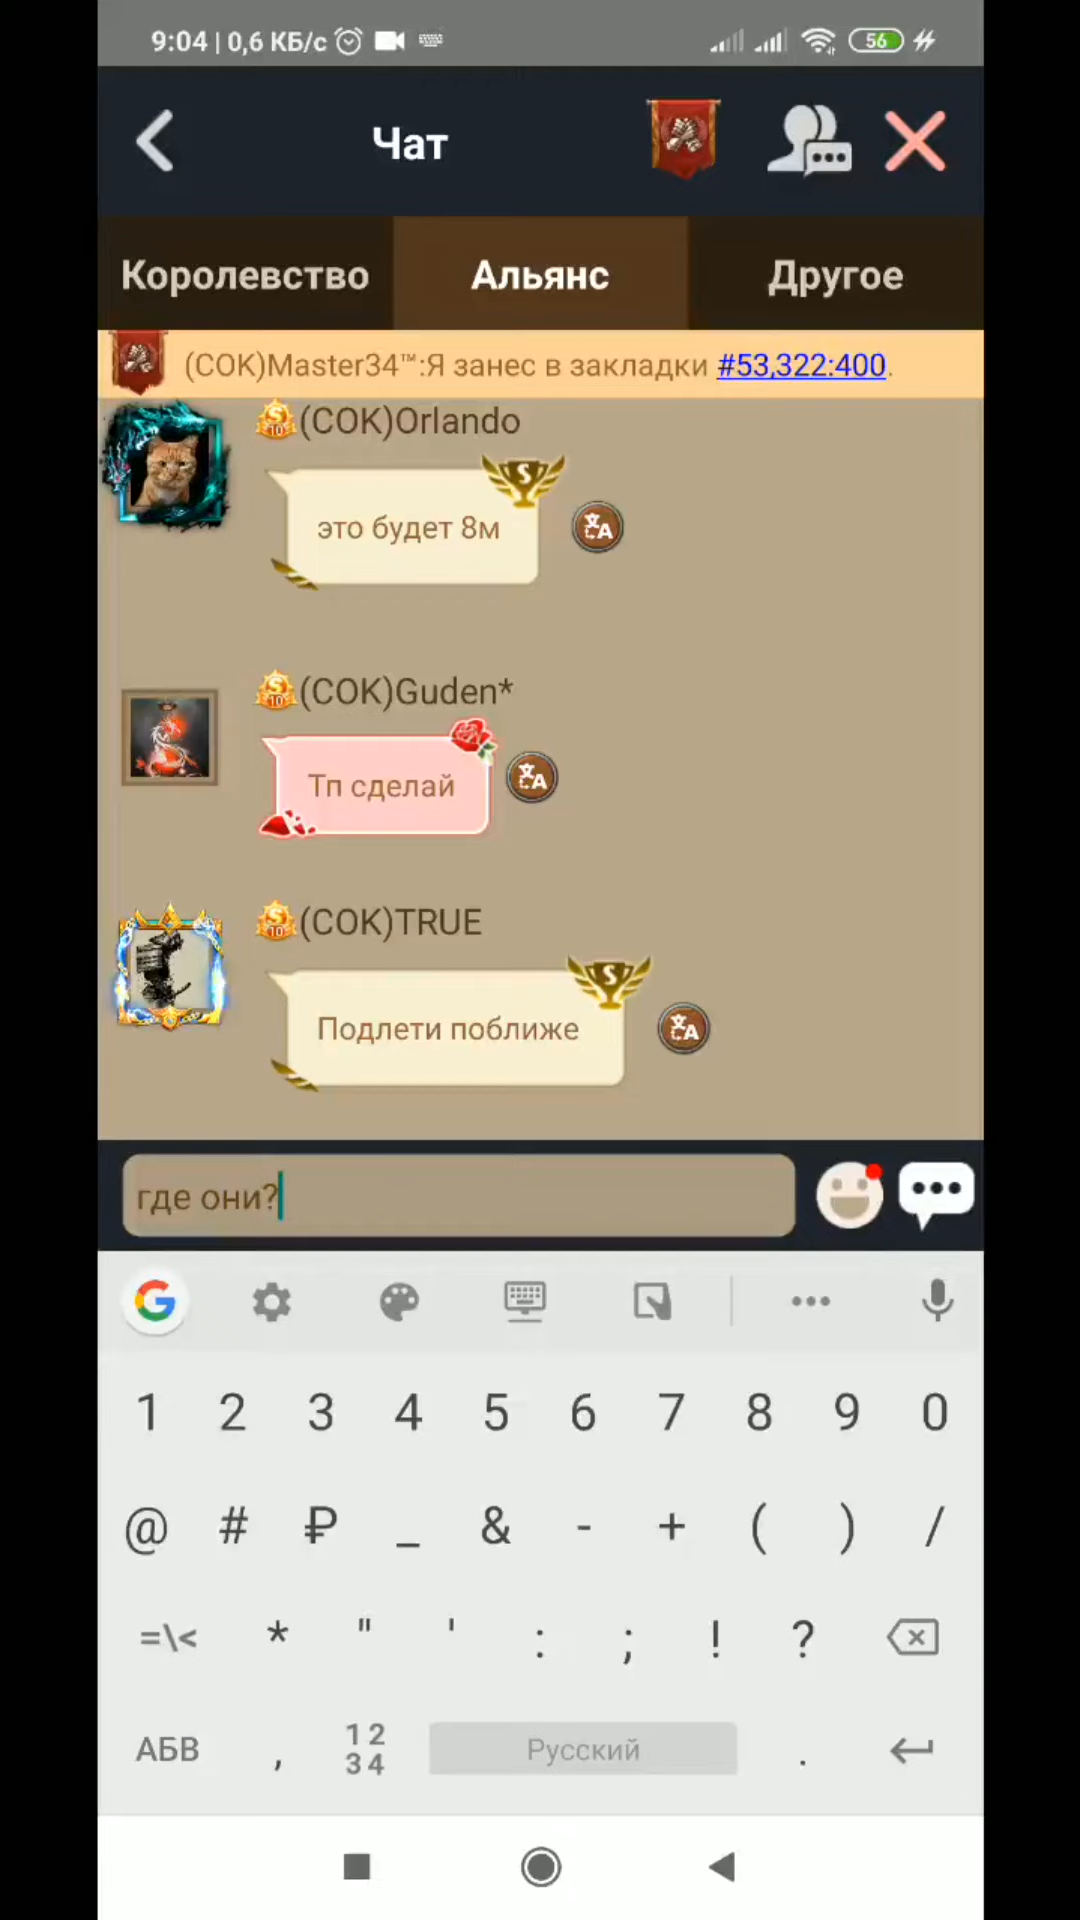 9:04 | 0,6 КБ/с
56
Чат
Королевство
Альянс
Другое
(COK)Master34™:Я занес в закладки #53,322:400.
(COK)Orlando
это будет 8м
(COK)Guden*
Тп сделай
(COK)TRUE
Подлети поближе
где они?
1 2 3 4 5 6 7 8 9 0
@ # ₽ _ & - + ( ) /
=\< * " ' : ; ! ?
АБВ , 12 34 Русский .